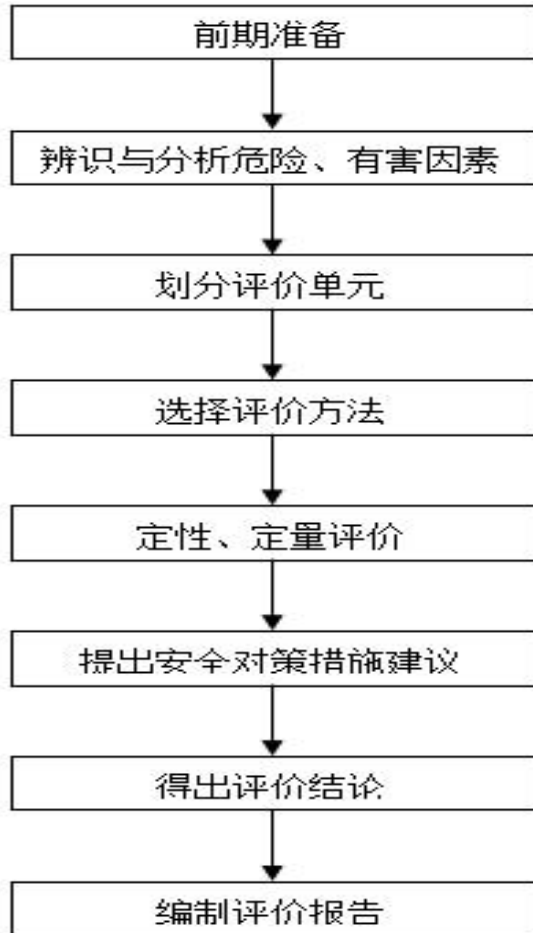 前期准备
辨识与分析危险、有害因素
划分评价单元
选择评价方法
定性、定量评价
提出安全对策措施建议
得出评价结论
编制评价报告